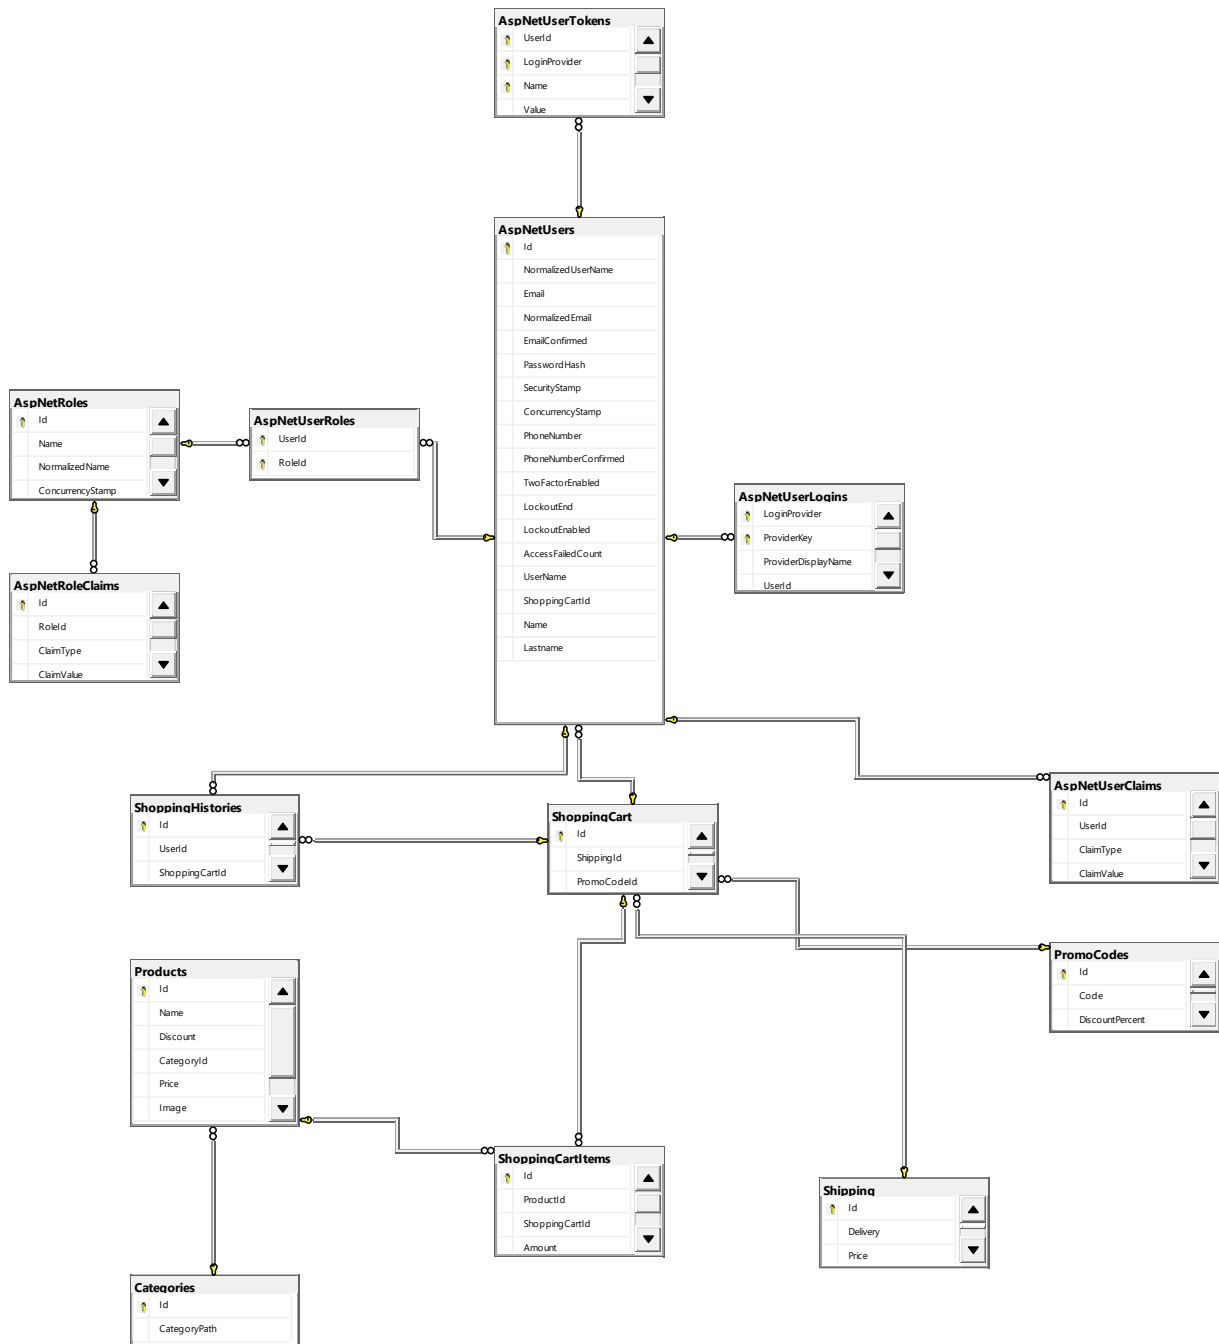 AspNetUserTokens
UserId
LoginProvider
Name
Value
AspNetUsers
Id
NormalizedUserName
Email
NormalizedEmail
EmailConfirmed
PasswordHash
SecurityStamp
ConcurrencyStamp
PhoneNumber
PhoneNumberConfirmed
TwoFactorEnabled
LockoutEnd
LockoutEnabled
AccessFailedCount
UserName
ShoppingCartId
Name
Lastname
AspNetRoles
Id
Name
NormalizedName
ConcurrencyStamp
AspNetUserRoles
UserId
RoleId
AspNetUserLogins
LoginProvider
ProviderKey
ProviderDisplayName
UserId
AspNetRoleClaims
Id
RoleId
ClaimType
ClaimValue
ShoppingHistories
Id
UserId
ShoppingCartId
ShoppingCart
Id
ShippingId
PromoCodeId
AspNetUserClaims
Id
UserId
ClaimType
ClaimValue
PromoCodes
Id
Code
DiscountPercent
Products
Id
Name
Discount
CategoryId
Price
Image
ShoppingCartItems
Id
ProductId
ShoppingCartId
Amount
Shipping
Id
Delivery
Price
Categories
Id
CategoryPath